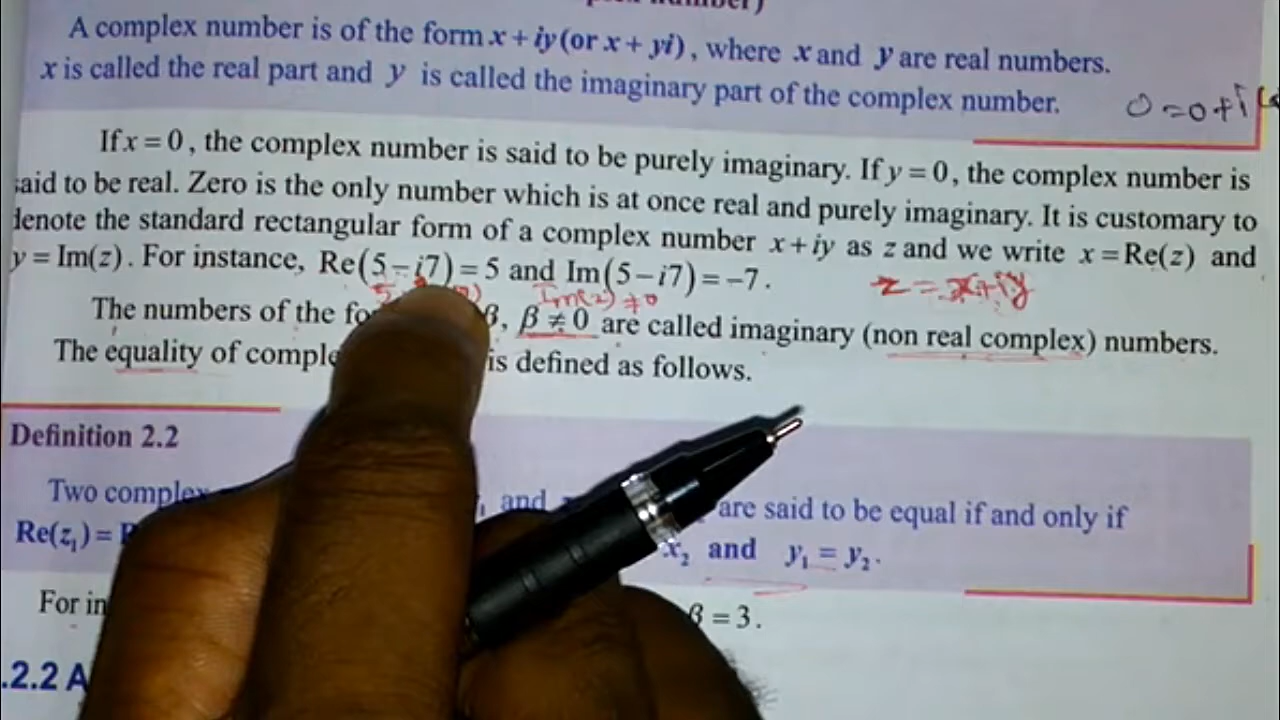 A complex number is of the form x + iy (or x + yi), where x and y are real numbers.
x is called the real part and y is called the imaginary part of the complex number.
0 = 0 + i
If x = 0, the complex number is said to be purely imaginary. If y = 0, the complex number is
said to be real. Zero is the only number which is at once real and purely imaginary. It is customary to
denote the standard rectangular form of a complex number x + iy as z and we write x = Re(z) and
y = Im(z). For instance, Re(5 − i7) = 5 and Im(5 − i7) = −7.
z = x + iy
Im(z) ≠ 0
The numbers of the β, β ≠ 0 are called imaginary (non real complex) numbers.
The equality of is defined as follows.
Definition 2.2
Two and are said to be equal if and only if
Re(z₁) = x₂ and y₁ = y₂.
For β = 3.
.2.2